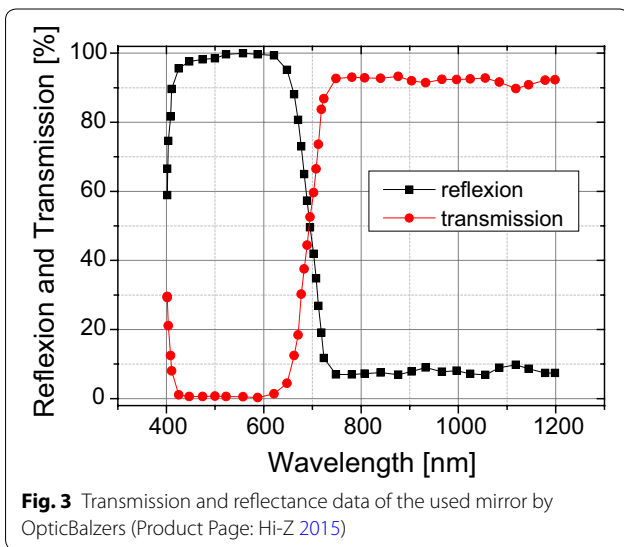 Reflexion and Transmission [%]
100
80
60
40
20
0
reflexion
transmission
400 600 800 1000 1200
Wavelength [nm]
Fig. 3 Transmission and reflectance data of the used mirror by
OpticBalzers (Product Page: Hi-Z 2015)